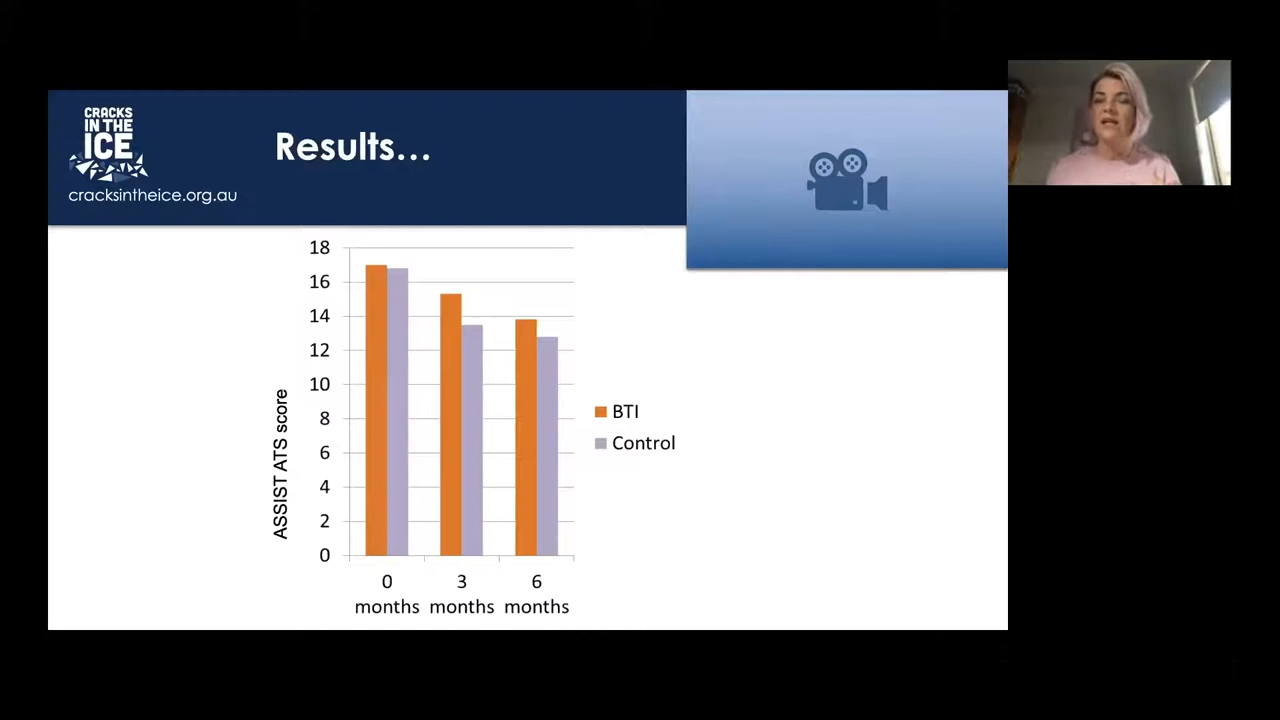 CRACKS
IN THE
ICE
cracksintheice.org.au
Results...
18
16
14
12
10
8
6
4
2
0
ASSIST ATS score
0
months
3
months
6
months
BTI
Control